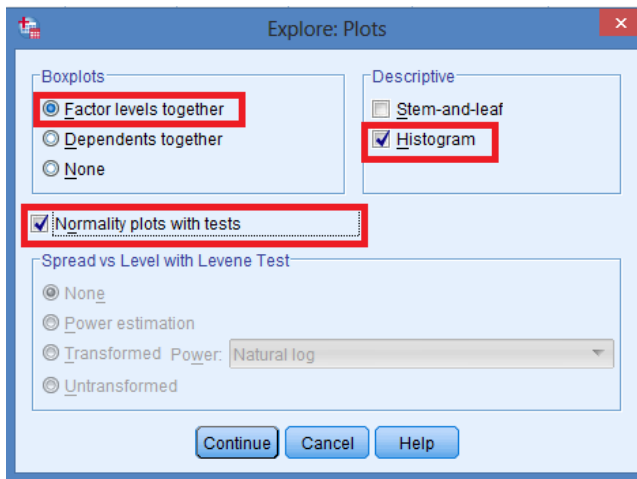 Explore: Plots
Boxplots
Factor levels together
Dependents together
None
Descriptive
Stem-and-leaf
Histogram
Normality plots with tests
Spread vs Level with Levene Test
None
Power estimation
Transformed Power: Natural log
Untransformed
Continue Cancel Help